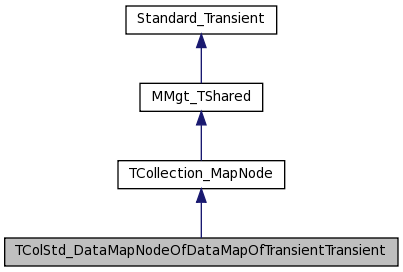 Standard_Transient
MMgt_TShared
TCollection_MapNode
TColStd_DataMapNodeOfDataMapOfTransientTransient